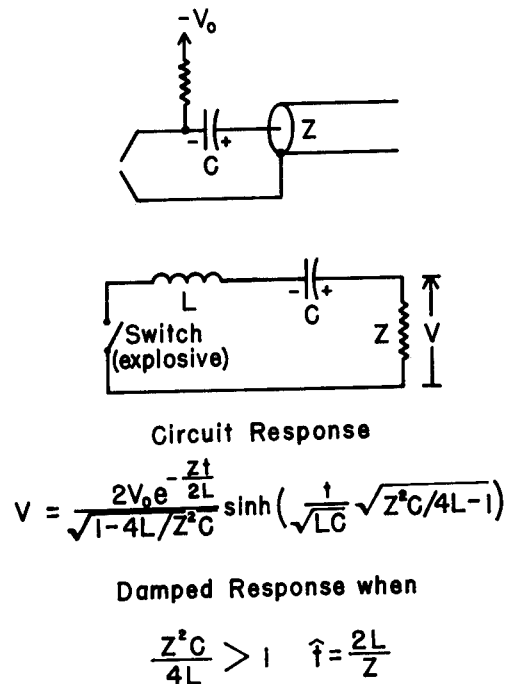 -V₀
Z
- +
C
L
- +
C
Switch
(explosive)
Z
V
Circuit Response
V = 2V₀e^(-Zt/2L) / √(1-4L/Z²C) sinh(t/√(LC) √(Z²C/4L-1))
Damped Response when
Z²C/4L > 1 t̂ = 2L/Z